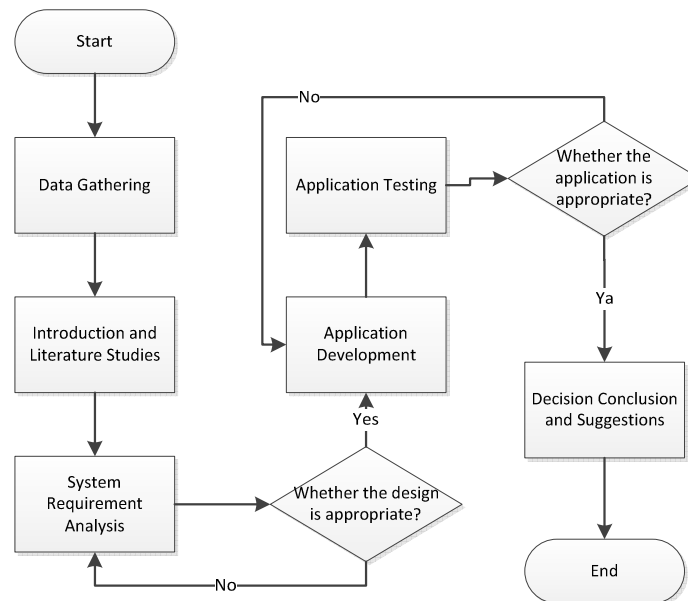 Start
Data Gathering
Introduction and
Literature Studies
System
Requirement
Analysis
Whether the design
is appropriate?
No
Yes
Application
Development
Application Testing
Whether the
application is
appropriate?
No
Ya
Decision Conclusion
and Suggestions
End